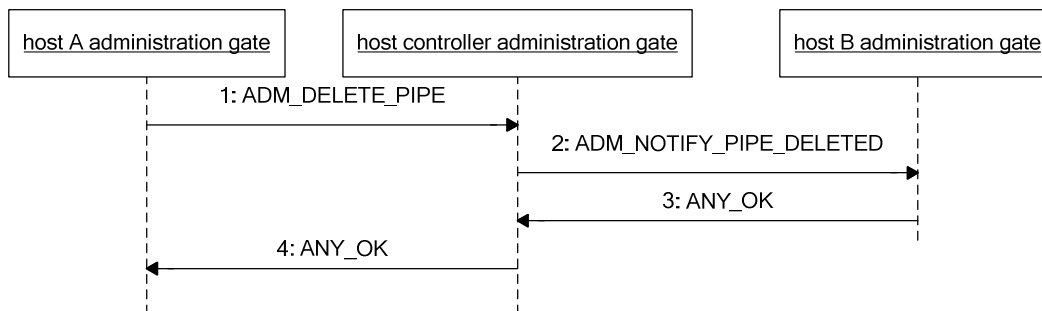 host A administration gate
host controller administration gate
host B administration gate
1: ADM_DELETE_PIPE
2: ADM_NOTIFY_PIPE_DELETED
3: ANY_OK
4: ANY_OK